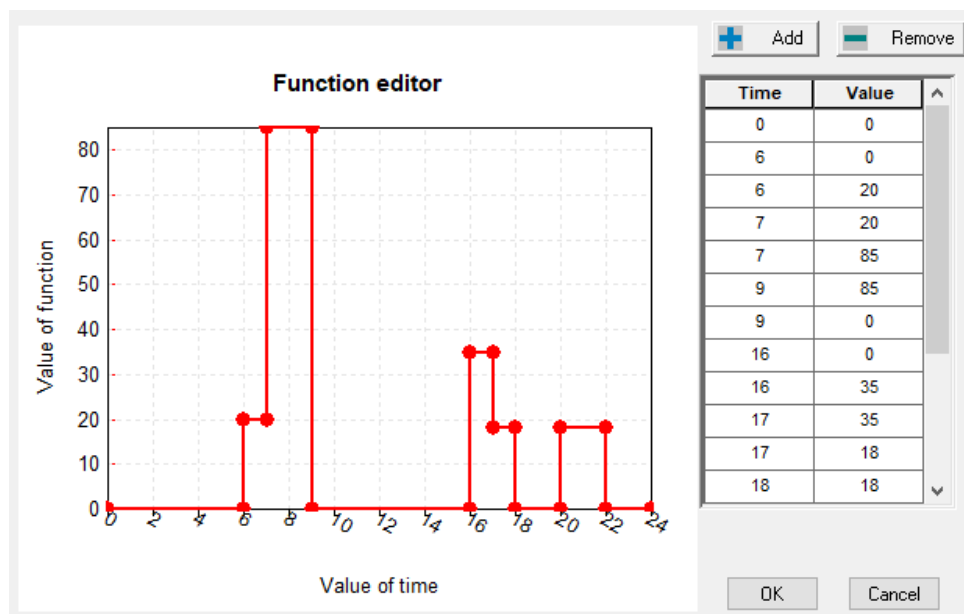 Add
Remove
Function editor
Time Value
0 0
6 0
6 20
7 20
7 85
9 85
9 0
16 0
16 35
17 35
17 18
18 18
Value of function
80
70
60
50
40
30
20
10
0
0 2 4 6 8 10 12 14 16 18 20 22 24
Value of time
OK
Cancel